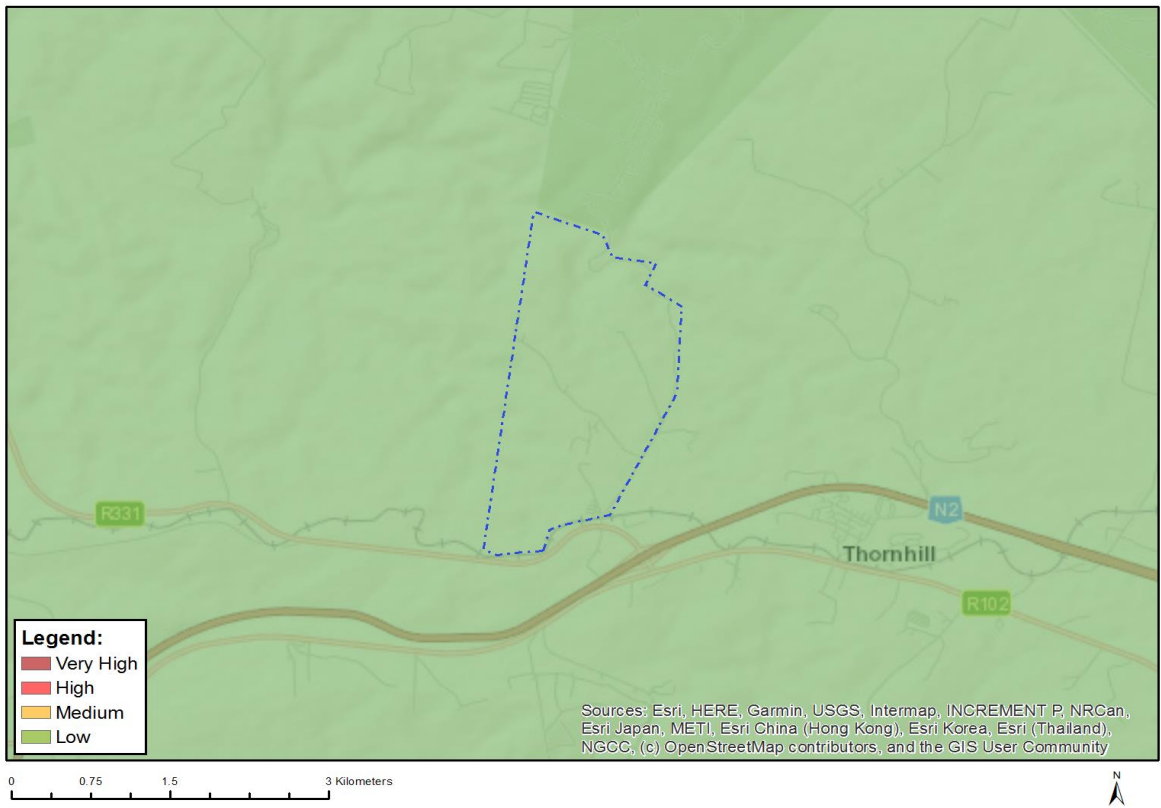 R331
N2
Thornhill
R102
Legend:
Very High
High
Medium
Low
Sources: Esri, HERE, Garmin, USGS, Intermap, INCREMENT P, NRCan,
Esri Japan, METI, Esri China (Hong Kong), Esri Korea, Esri (Thailand),
NGCC, (c) OpenStreetMap contributors, and the GIS User Community
0 0.75 1.5 3 Kilometers
N